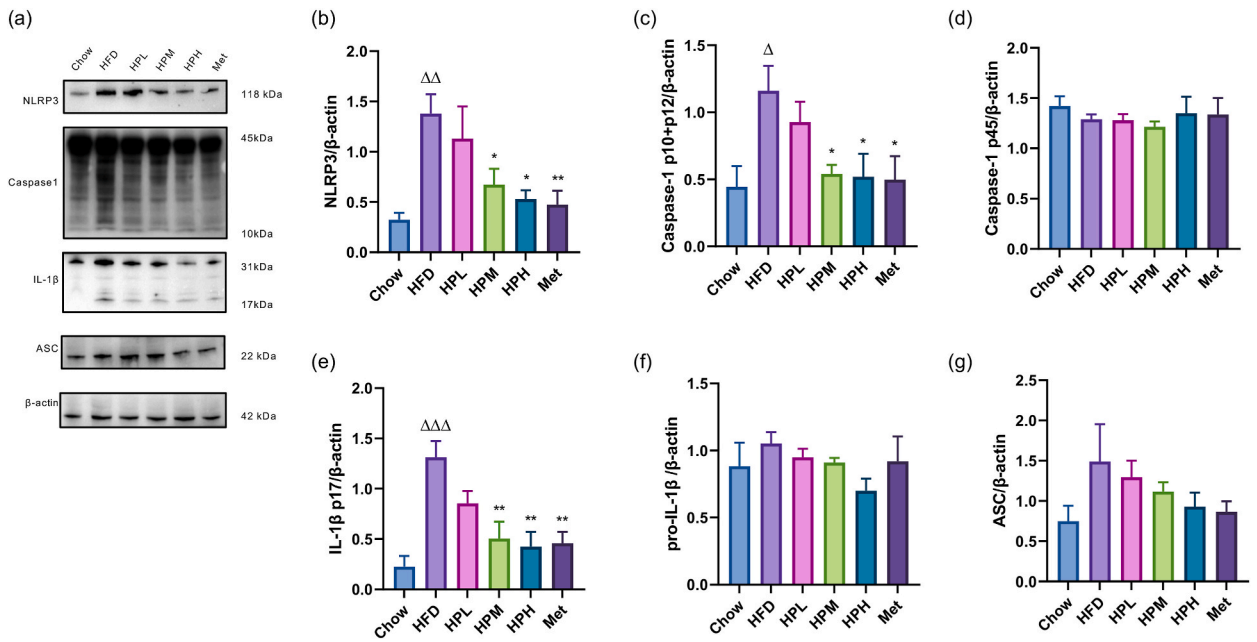 (a)
Chow HFD HPL HPM HPH Met
NLRP3 118 kDa
45kDa
Caspase1
10kDa
31kDa
IL-1β
17kDa
ASC 22 kDa
β-actin 42 kDa
(b)
NLRP3/β-actin
2.0
1.5
1.0
0.5
0.0
ΔΔ
*
*
**
Chow HFD HPL HPM HPH Met
(c)
Caspase-1 p10+p12/β-actin
1.5
1.0
0.5
0.0
Δ
*
*
*
Chow HFD HPL HPM HPH Met
(d)
Caspase-1 p45/β-actin
2.0
1.5
1.0
0.5
0.0
Chow HFD HPL HPM HPH Met
(e)
IL-1β p17/β-actin
2.0
1.5
1.0
0.5
0.0
ΔΔΔ
**
**
**
Chow HFD HPL HPM HPH Met
(f)
pro-IL-1β /β-actin
1.5
1.0
0.5
0.0
Chow HFD HPL HPM HPH Met
(g)
ASC/β-actin
2.5
2.0
1.5
1.0
0.5
0.0
Chow HFD HPL HPM HPH Met